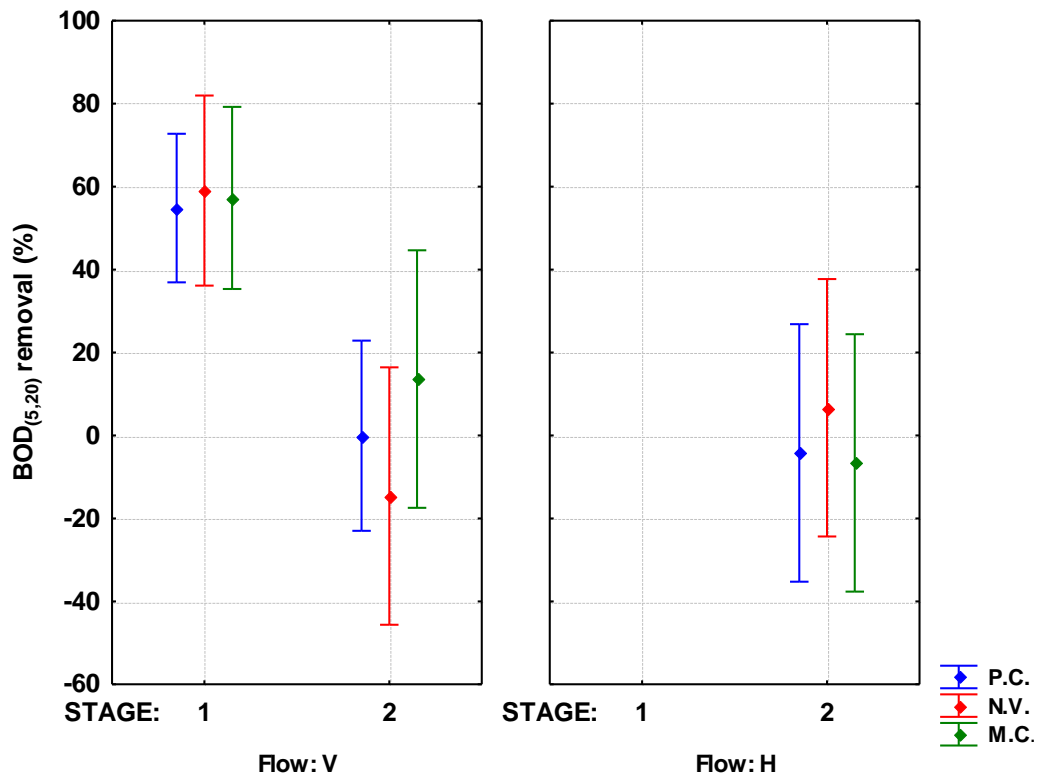 BOD(5,20) removal (%)
100
80
60
40
20
0
-20
-40
-60
STAGE: 1 2
Flow: V
STAGE: 1 2
Flow: H
P.C.
N.V.
M.C.